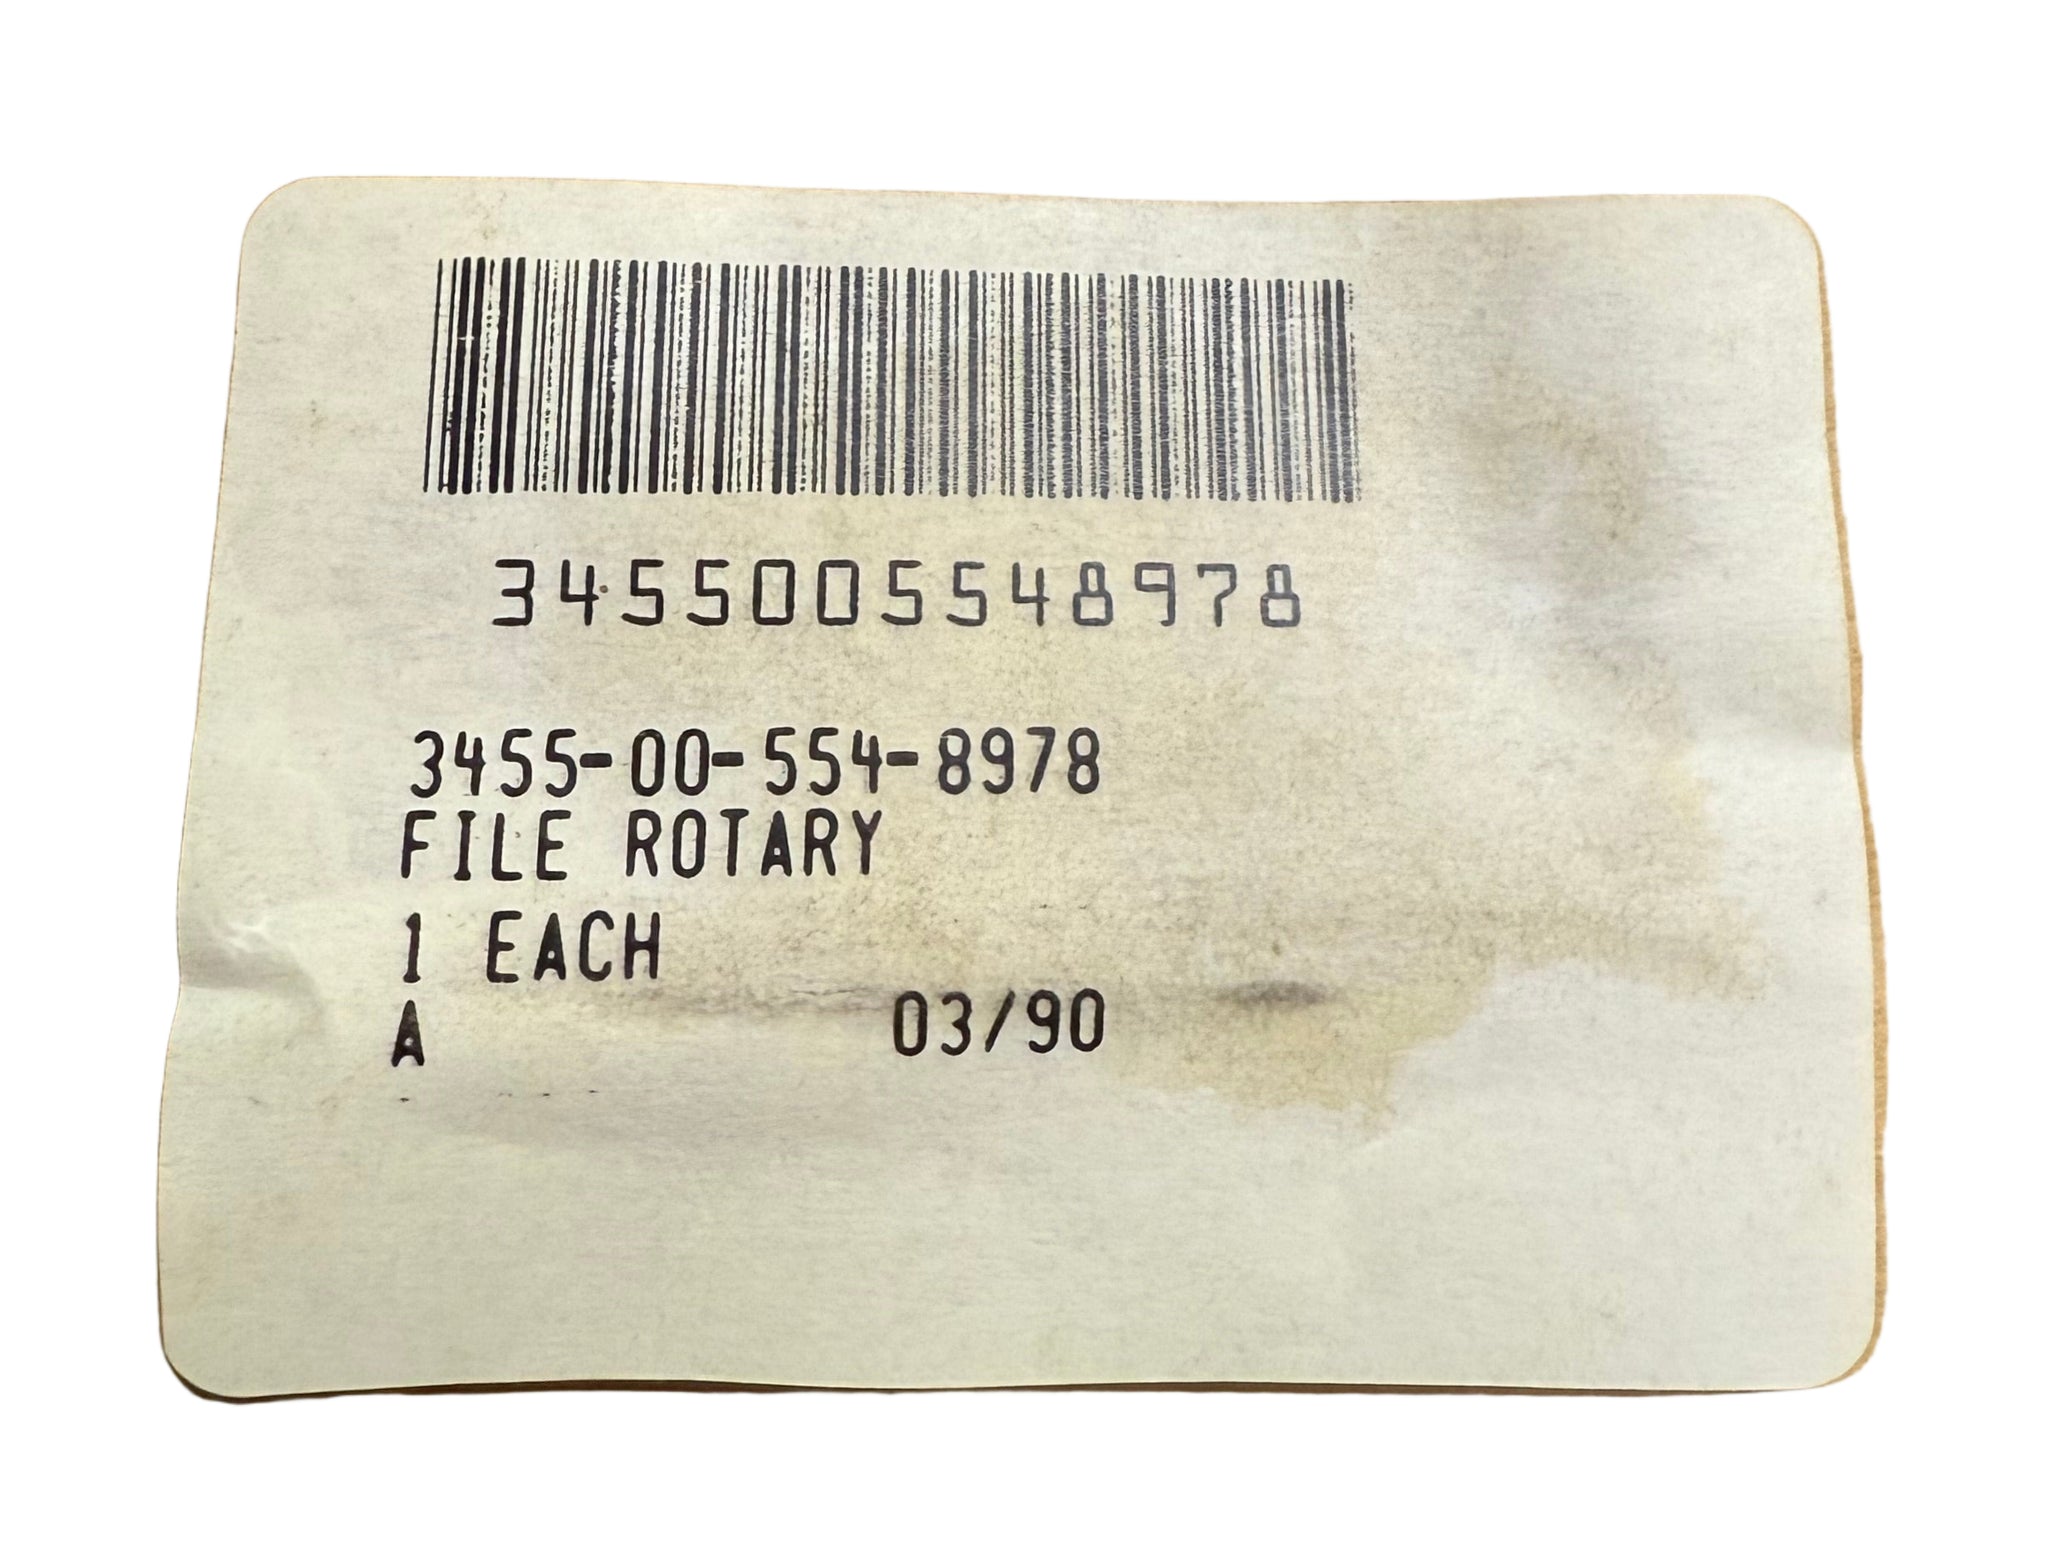 3455005548978
3455-00-554-8978
FILE ROTARY
1 EACH
A 03/90